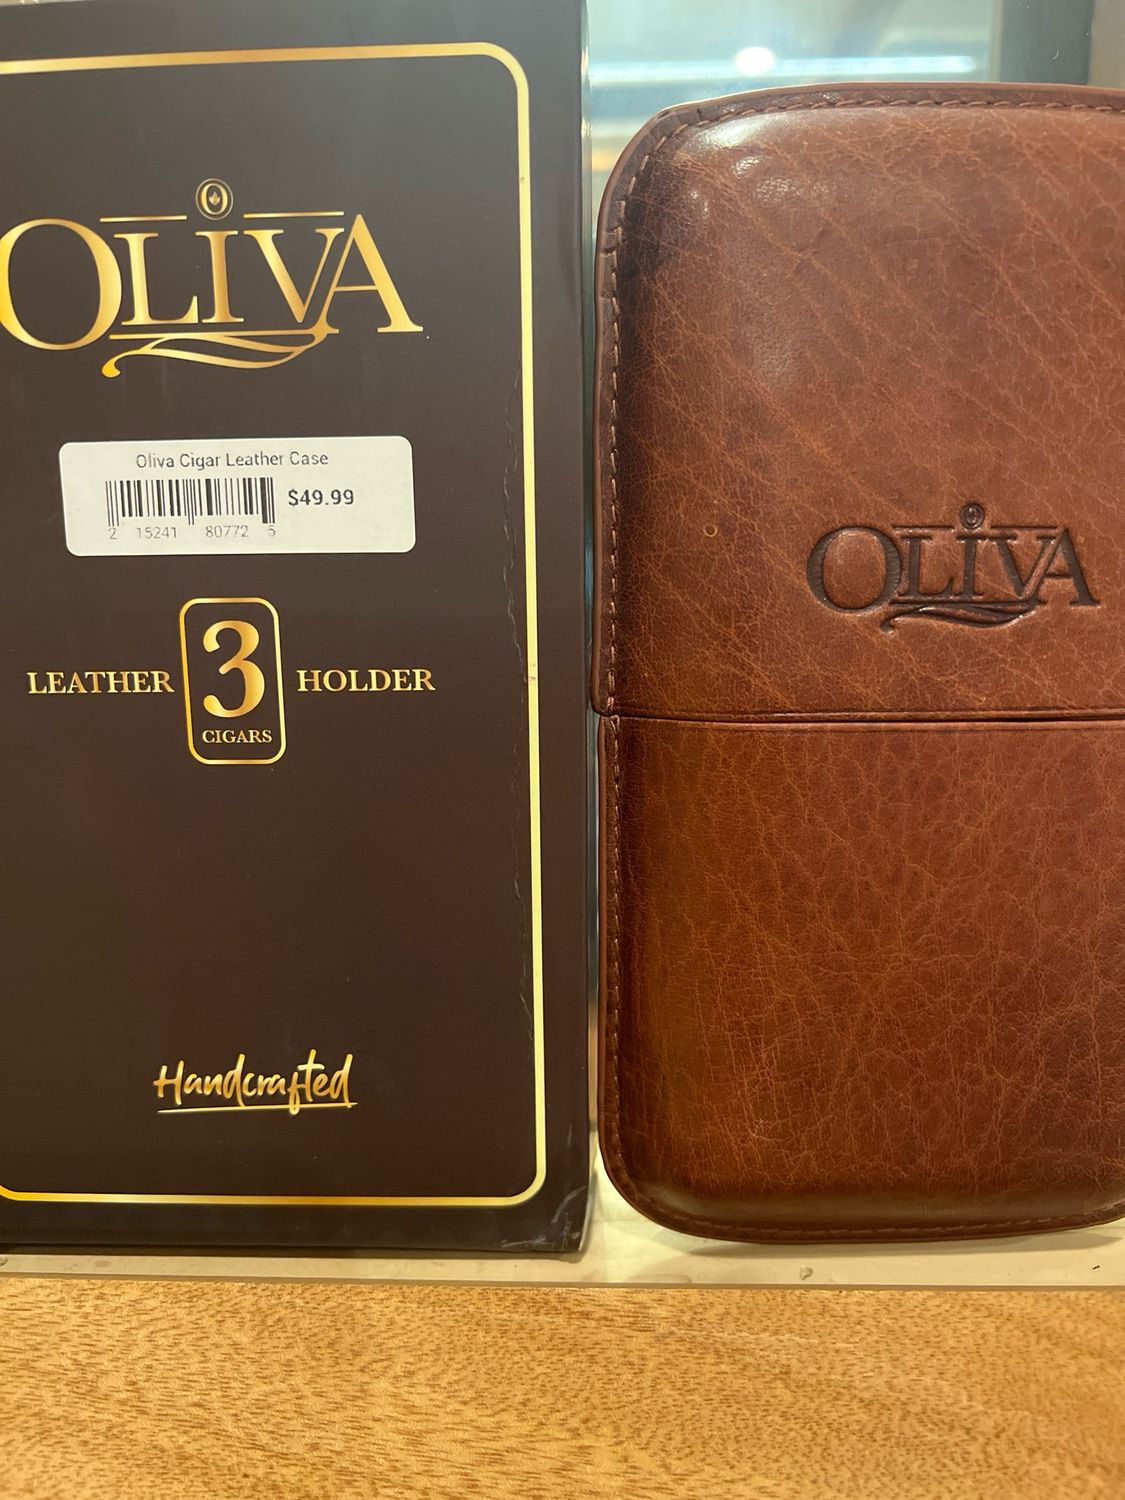 OLIVA
Oliva Cigar Leather Case
$49.99
2 15241 80772 5
LEATHER 3 HOLDER
CIGARS
Handcrafted
OLIVA